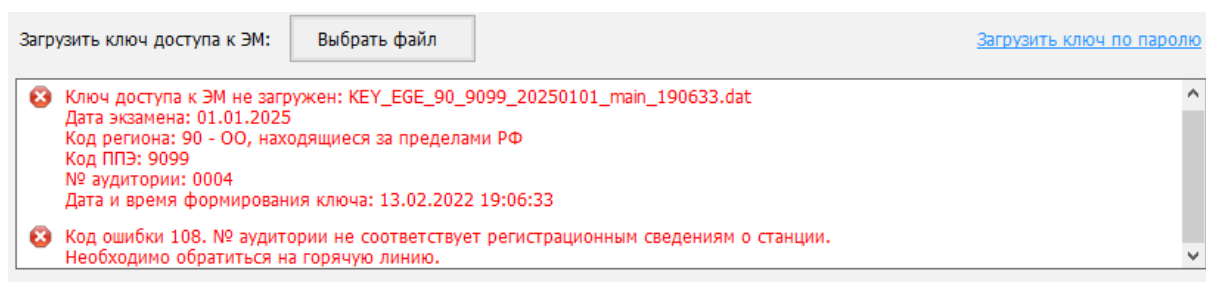 Загрузить ключ доступа к ЭМ: Выбрать файл Загрузить ключ по паролю
Ключ доступа к ЭМ не загружен: KEY_EGE_90_9099_20250101_main_190633.dat
Дата экзамена: 01.01.2025
Код региона: 90 - ОО, находящиеся за пределами РФ
Код ППЭ: 9099
№ аудитории: 0004
Дата и время формирования ключа: 13.02.2022 19:06:33
Код ошибки 108. № аудитории не соответствует регистрационным сведениям о станции.
Необходимо обратиться на горячую линию.